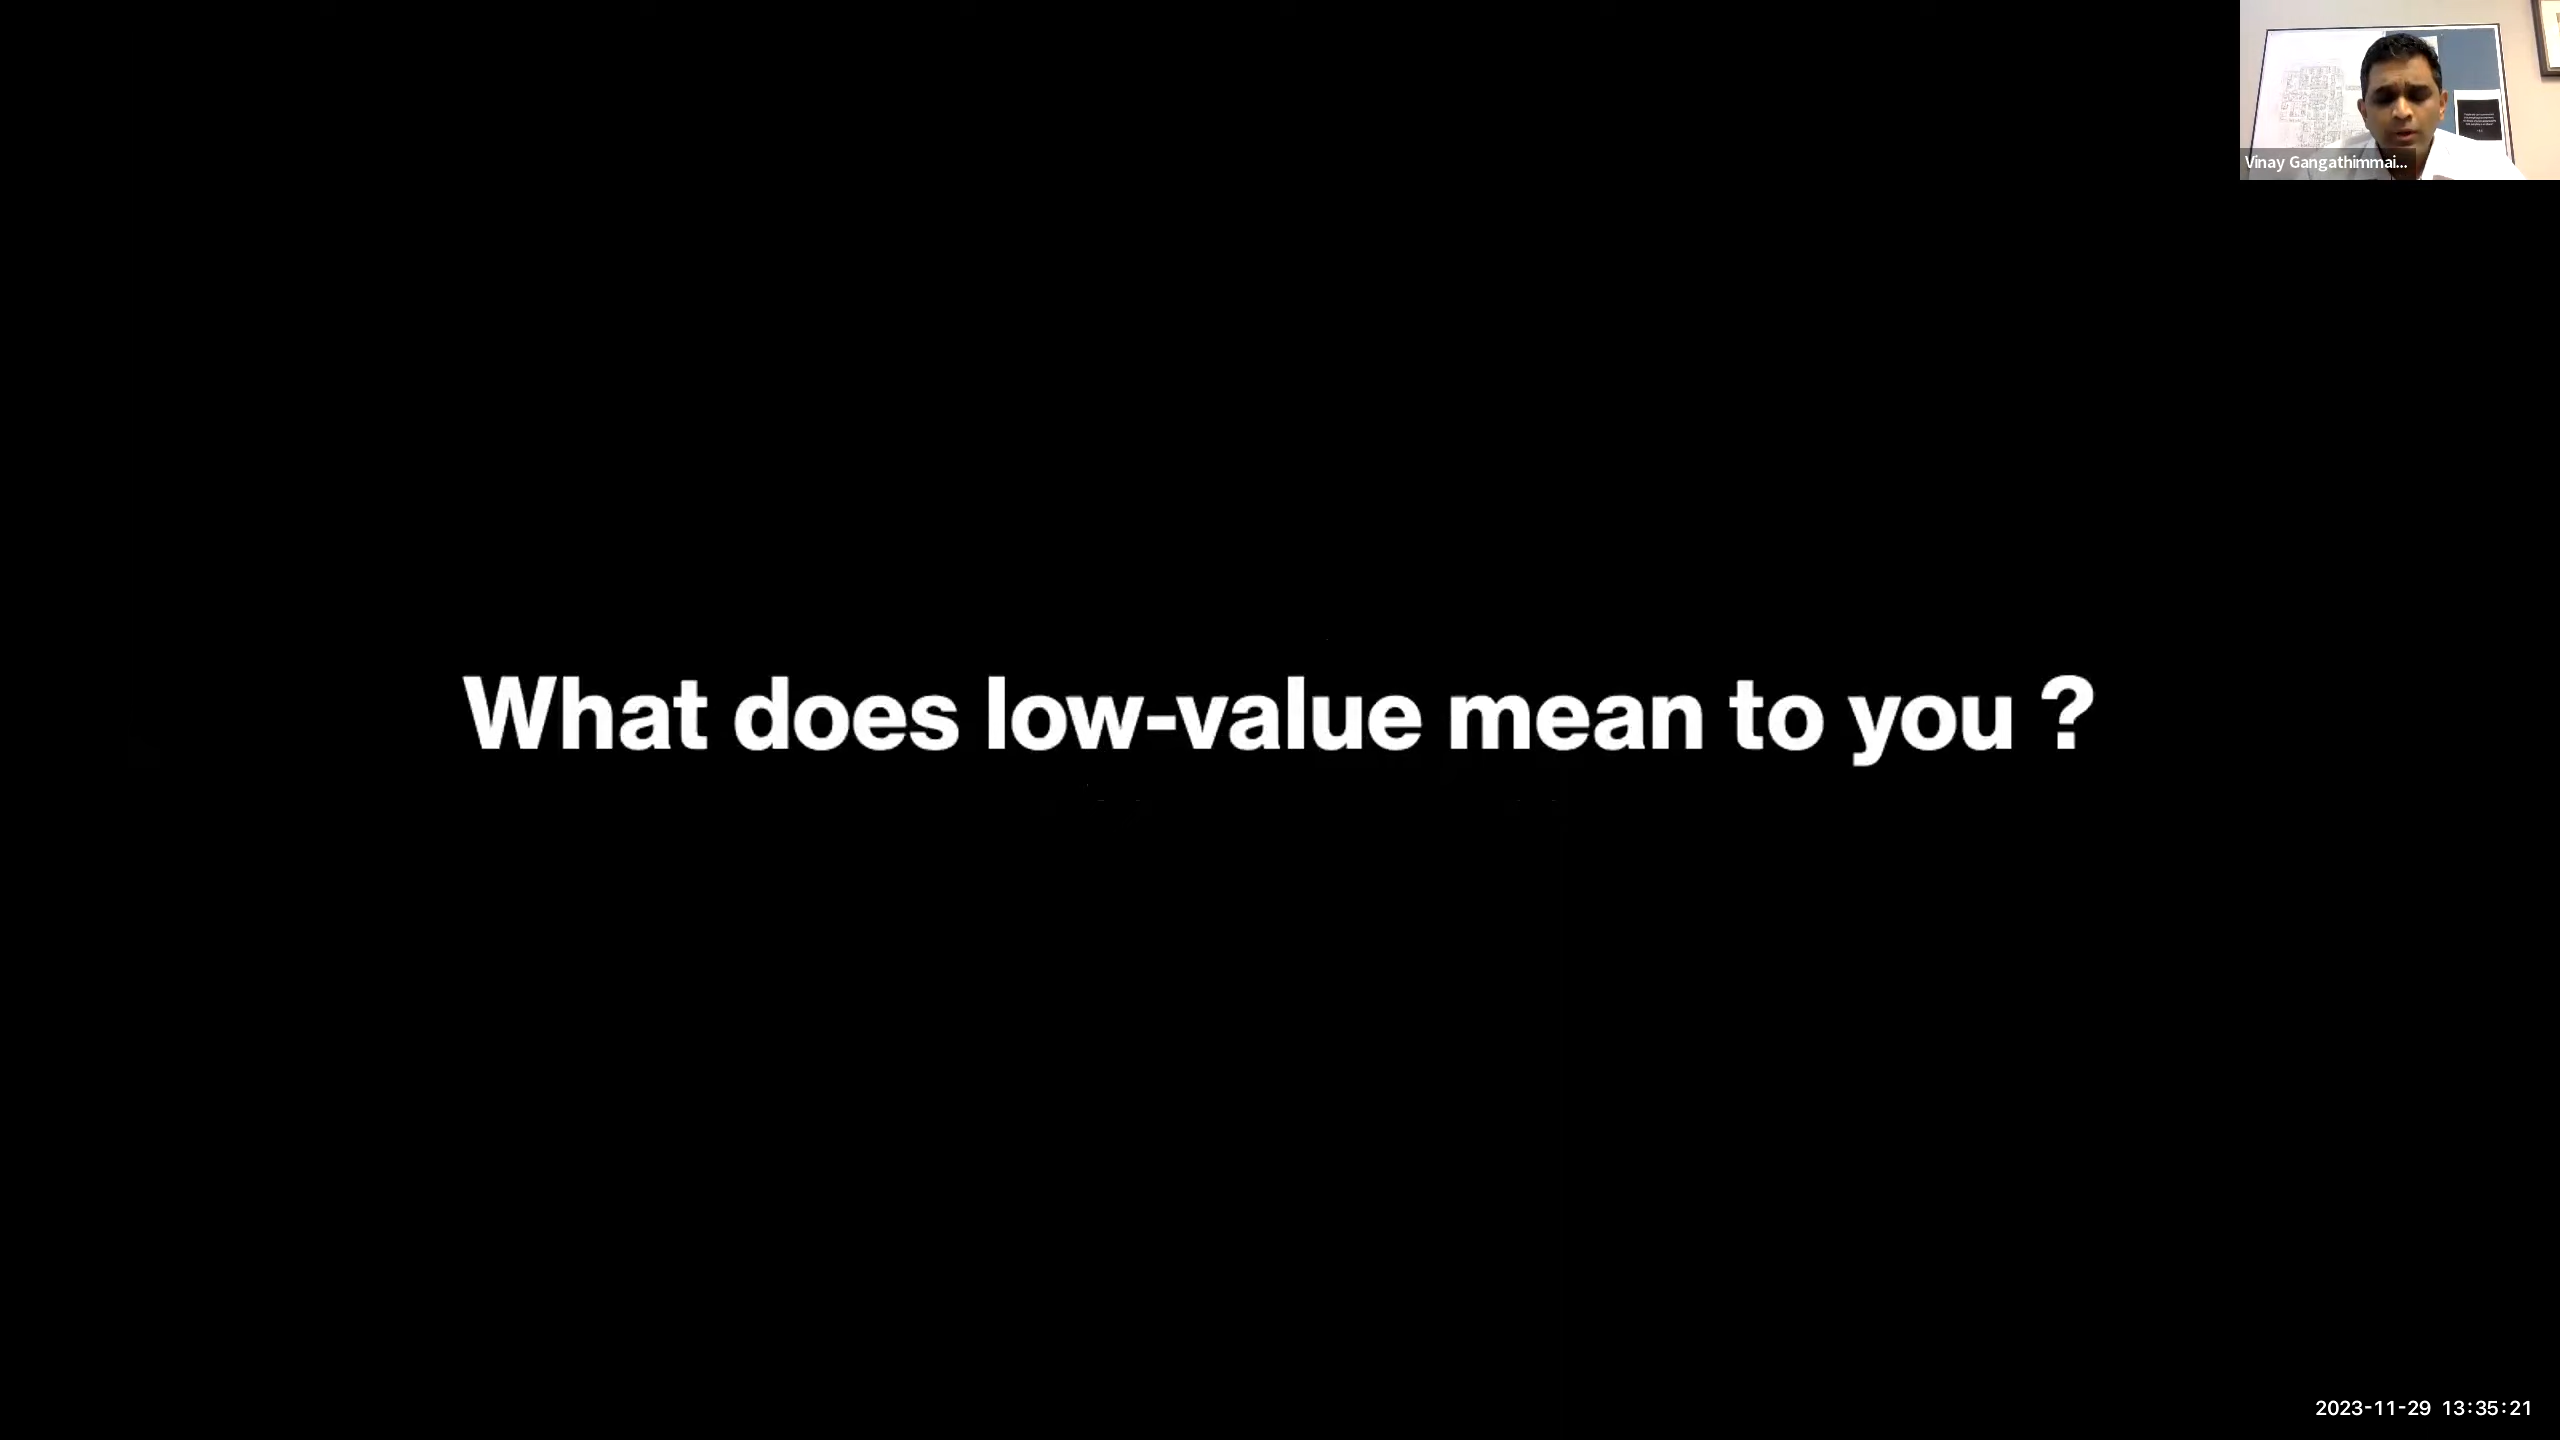 Vinay Gangathimmai...
What does low-value mean to you ?
2023-11-29 13:35:21